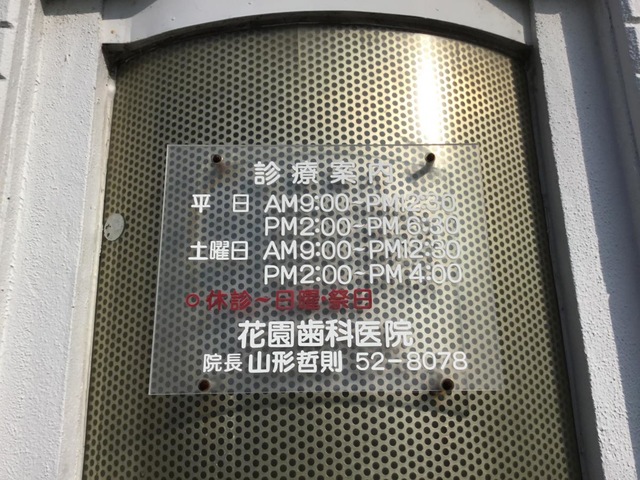 診療案内
平 日 AM9:00~PM12:30
PM2:00~PM6:30
土曜日 AM9:00~PM12:30
PM2:00~PM4:00
◎休診~日曜・祭日
花園歯科医院
院長 山形哲則 52-8078